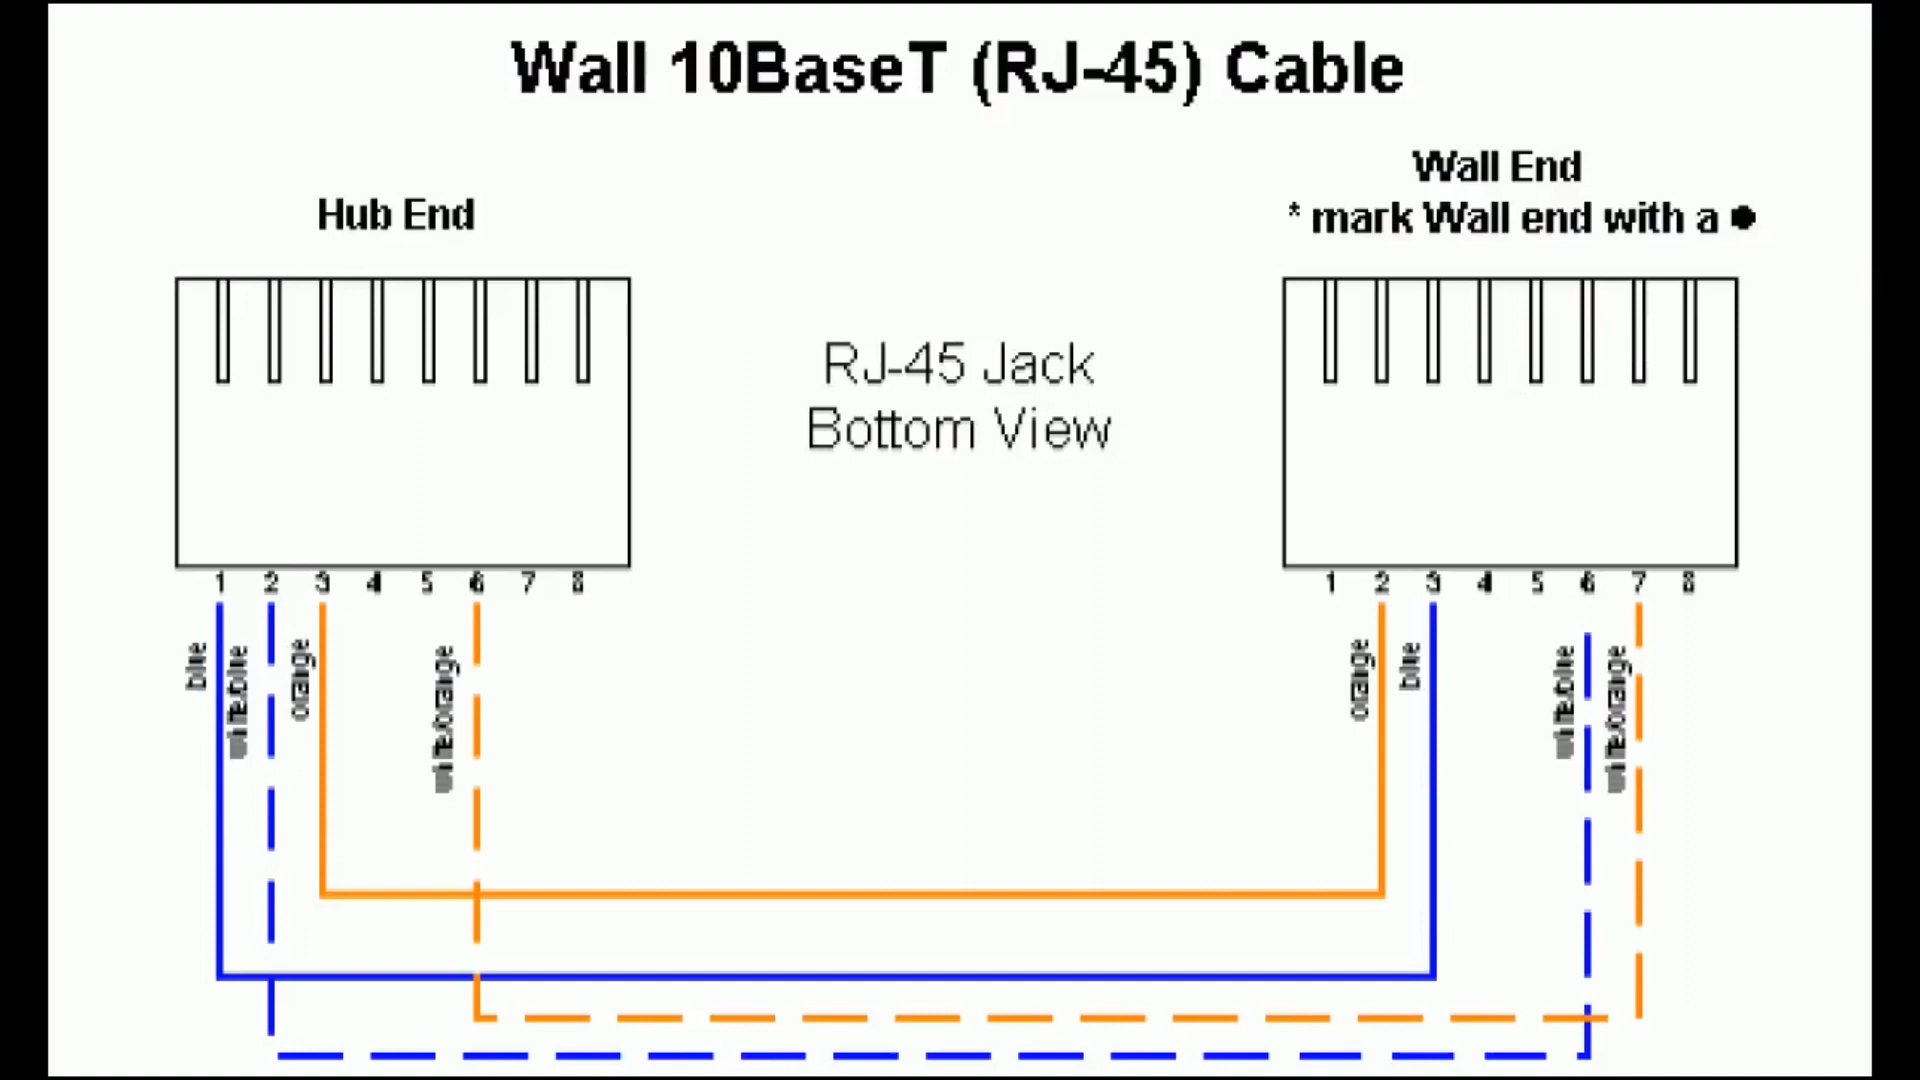 Wall 10BaseT (RJ-45) Cable
Hub End
Wall End
* mark Wall end with a ●
RJ-45 Jack
Bottom View
1 2 3 4 5 6 7 8
1 2 3 4 5 6 7 8
blue
white/blue
orange
white/orange
orange
blue
white/blue
white/orange